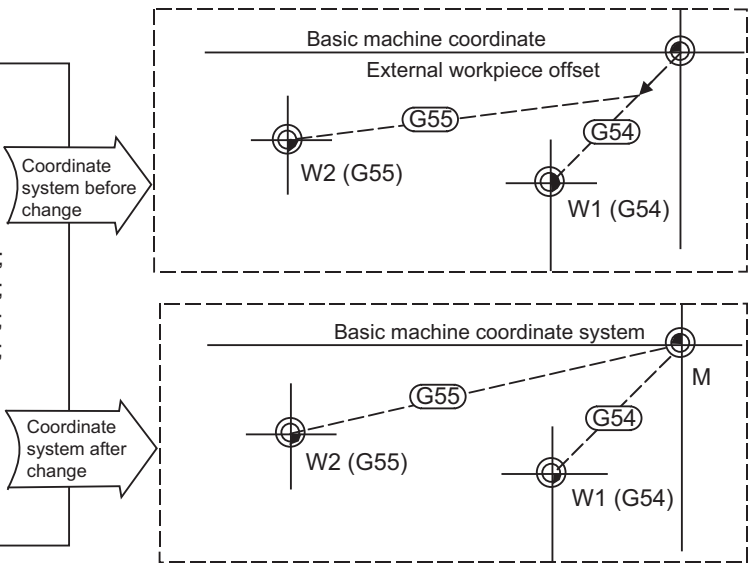 Basic machine coordinate
External workpiece offset
G55
G54
W2 (G55)
W1 (G54)
Coordinate
system before
change
Basic machine coordinate system
M
G55
G54
W2 (G55)
W1 (G54)
Coordinate
system after
change